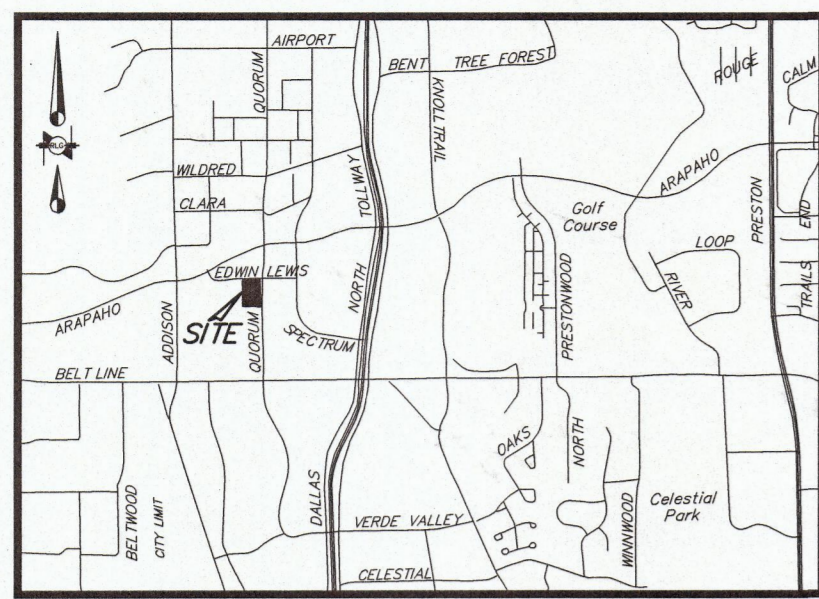 AIRPORT
BENT TREE FOREST
ROUGE
CALM
QUORUM
KNOLL TRAIL
RLG
WILDRED
CLARA
TOLLWAY
ARAPAHO
PRESTON
Golf
Course
END
LOOP
EDWIN LEWIS
RIVER
NORTH
TRAILS
ARAPAHO
ADDISON
SITE
QUORUM
SPECTRUM
PRESTONWOOD
BELT LINE
OAKS
NORTH
DALLAS
BELTWOOD
CITY LIMIT
VERDE VALLEY
WINNWOOD
Celestial
Park
CELESTIAL